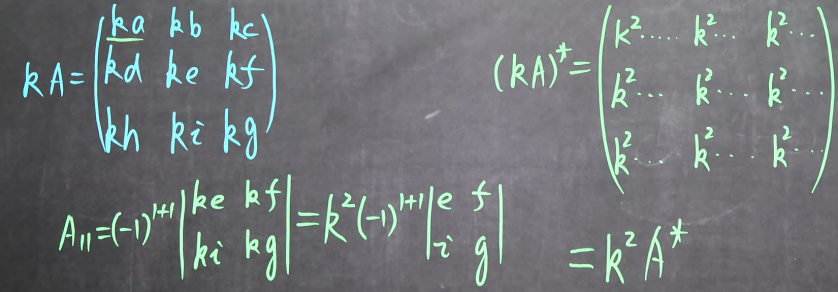 kA = ( ka kb kc
kd ke kf
kh ki kg )
(kA)* = ( k²..... k²... k²...
k²... k²... k²...
k²... k²... k²... )
A₁₁ = (-1)¹⁺¹ | ke kf
ki kg | = k² (-1)¹⁺¹ | e f
i g |
= k² A*